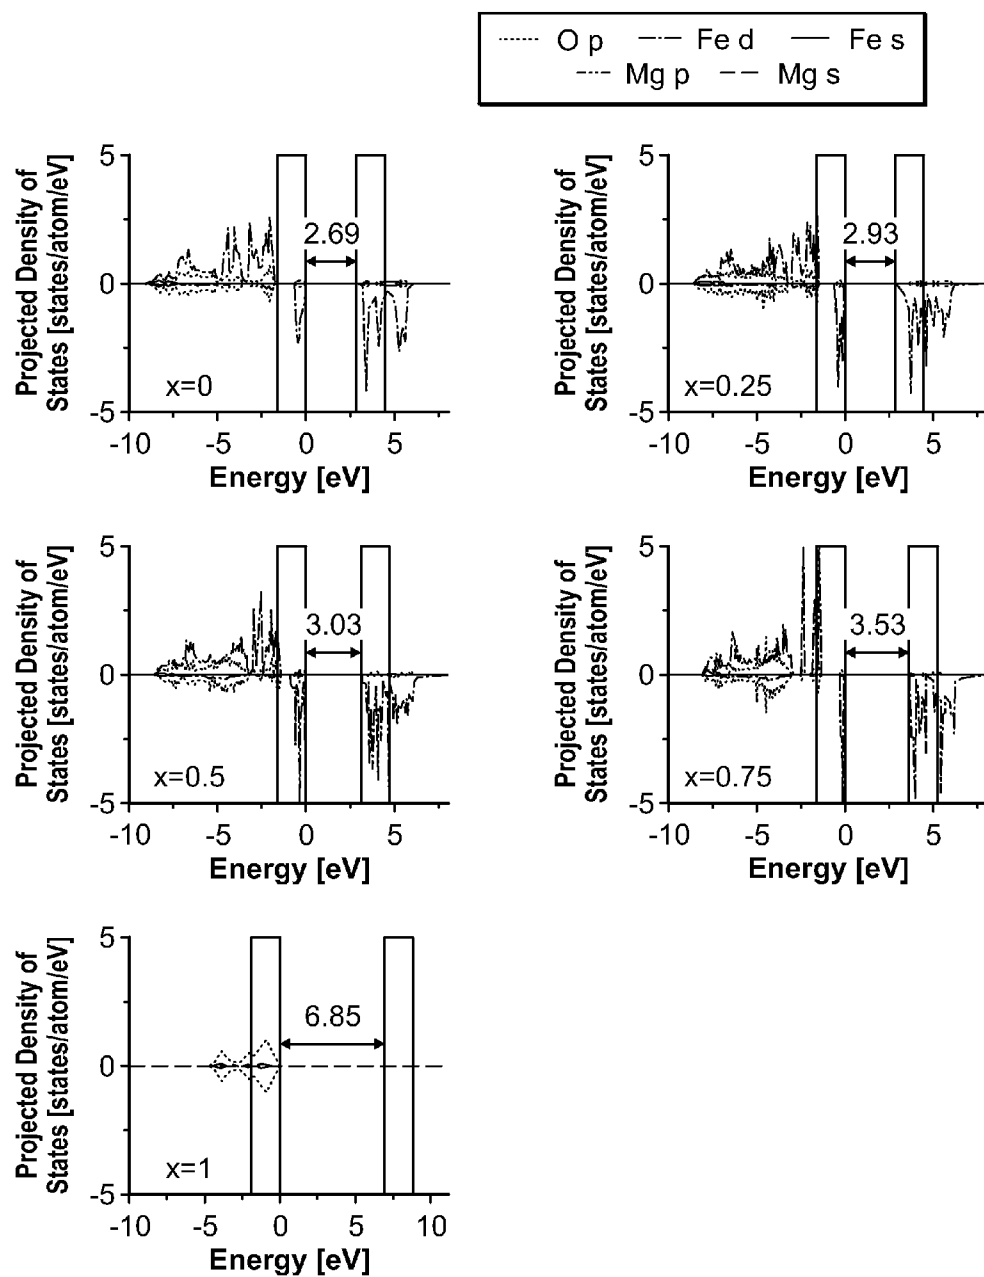 O p Fe d Fe s
Mg p Mg s
Projected Density of
States [states/atom/eV]
5
0
-5
2.69
x=0
-10 -5 0 5
Energy [eV]
Projected Density of
States [states/atom/eV]
5
0
-5
2.93
x=0.25
-10 -5 0 5
Energy [eV]
Projected Density of
States [states/atom/eV]
5
0
-5
3.03
x=0.5
-10 -5 0 5
Energy [eV]
Projected Density of
States [states/atom/eV]
5
0
-5
3.53
x=0.75
-10 -5 0 5
Energy [eV]
Projected Density of
States [states/atom/eV]
5
0
-5
6.85
x=1
-10 -5 0 5 10
Energy [eV]